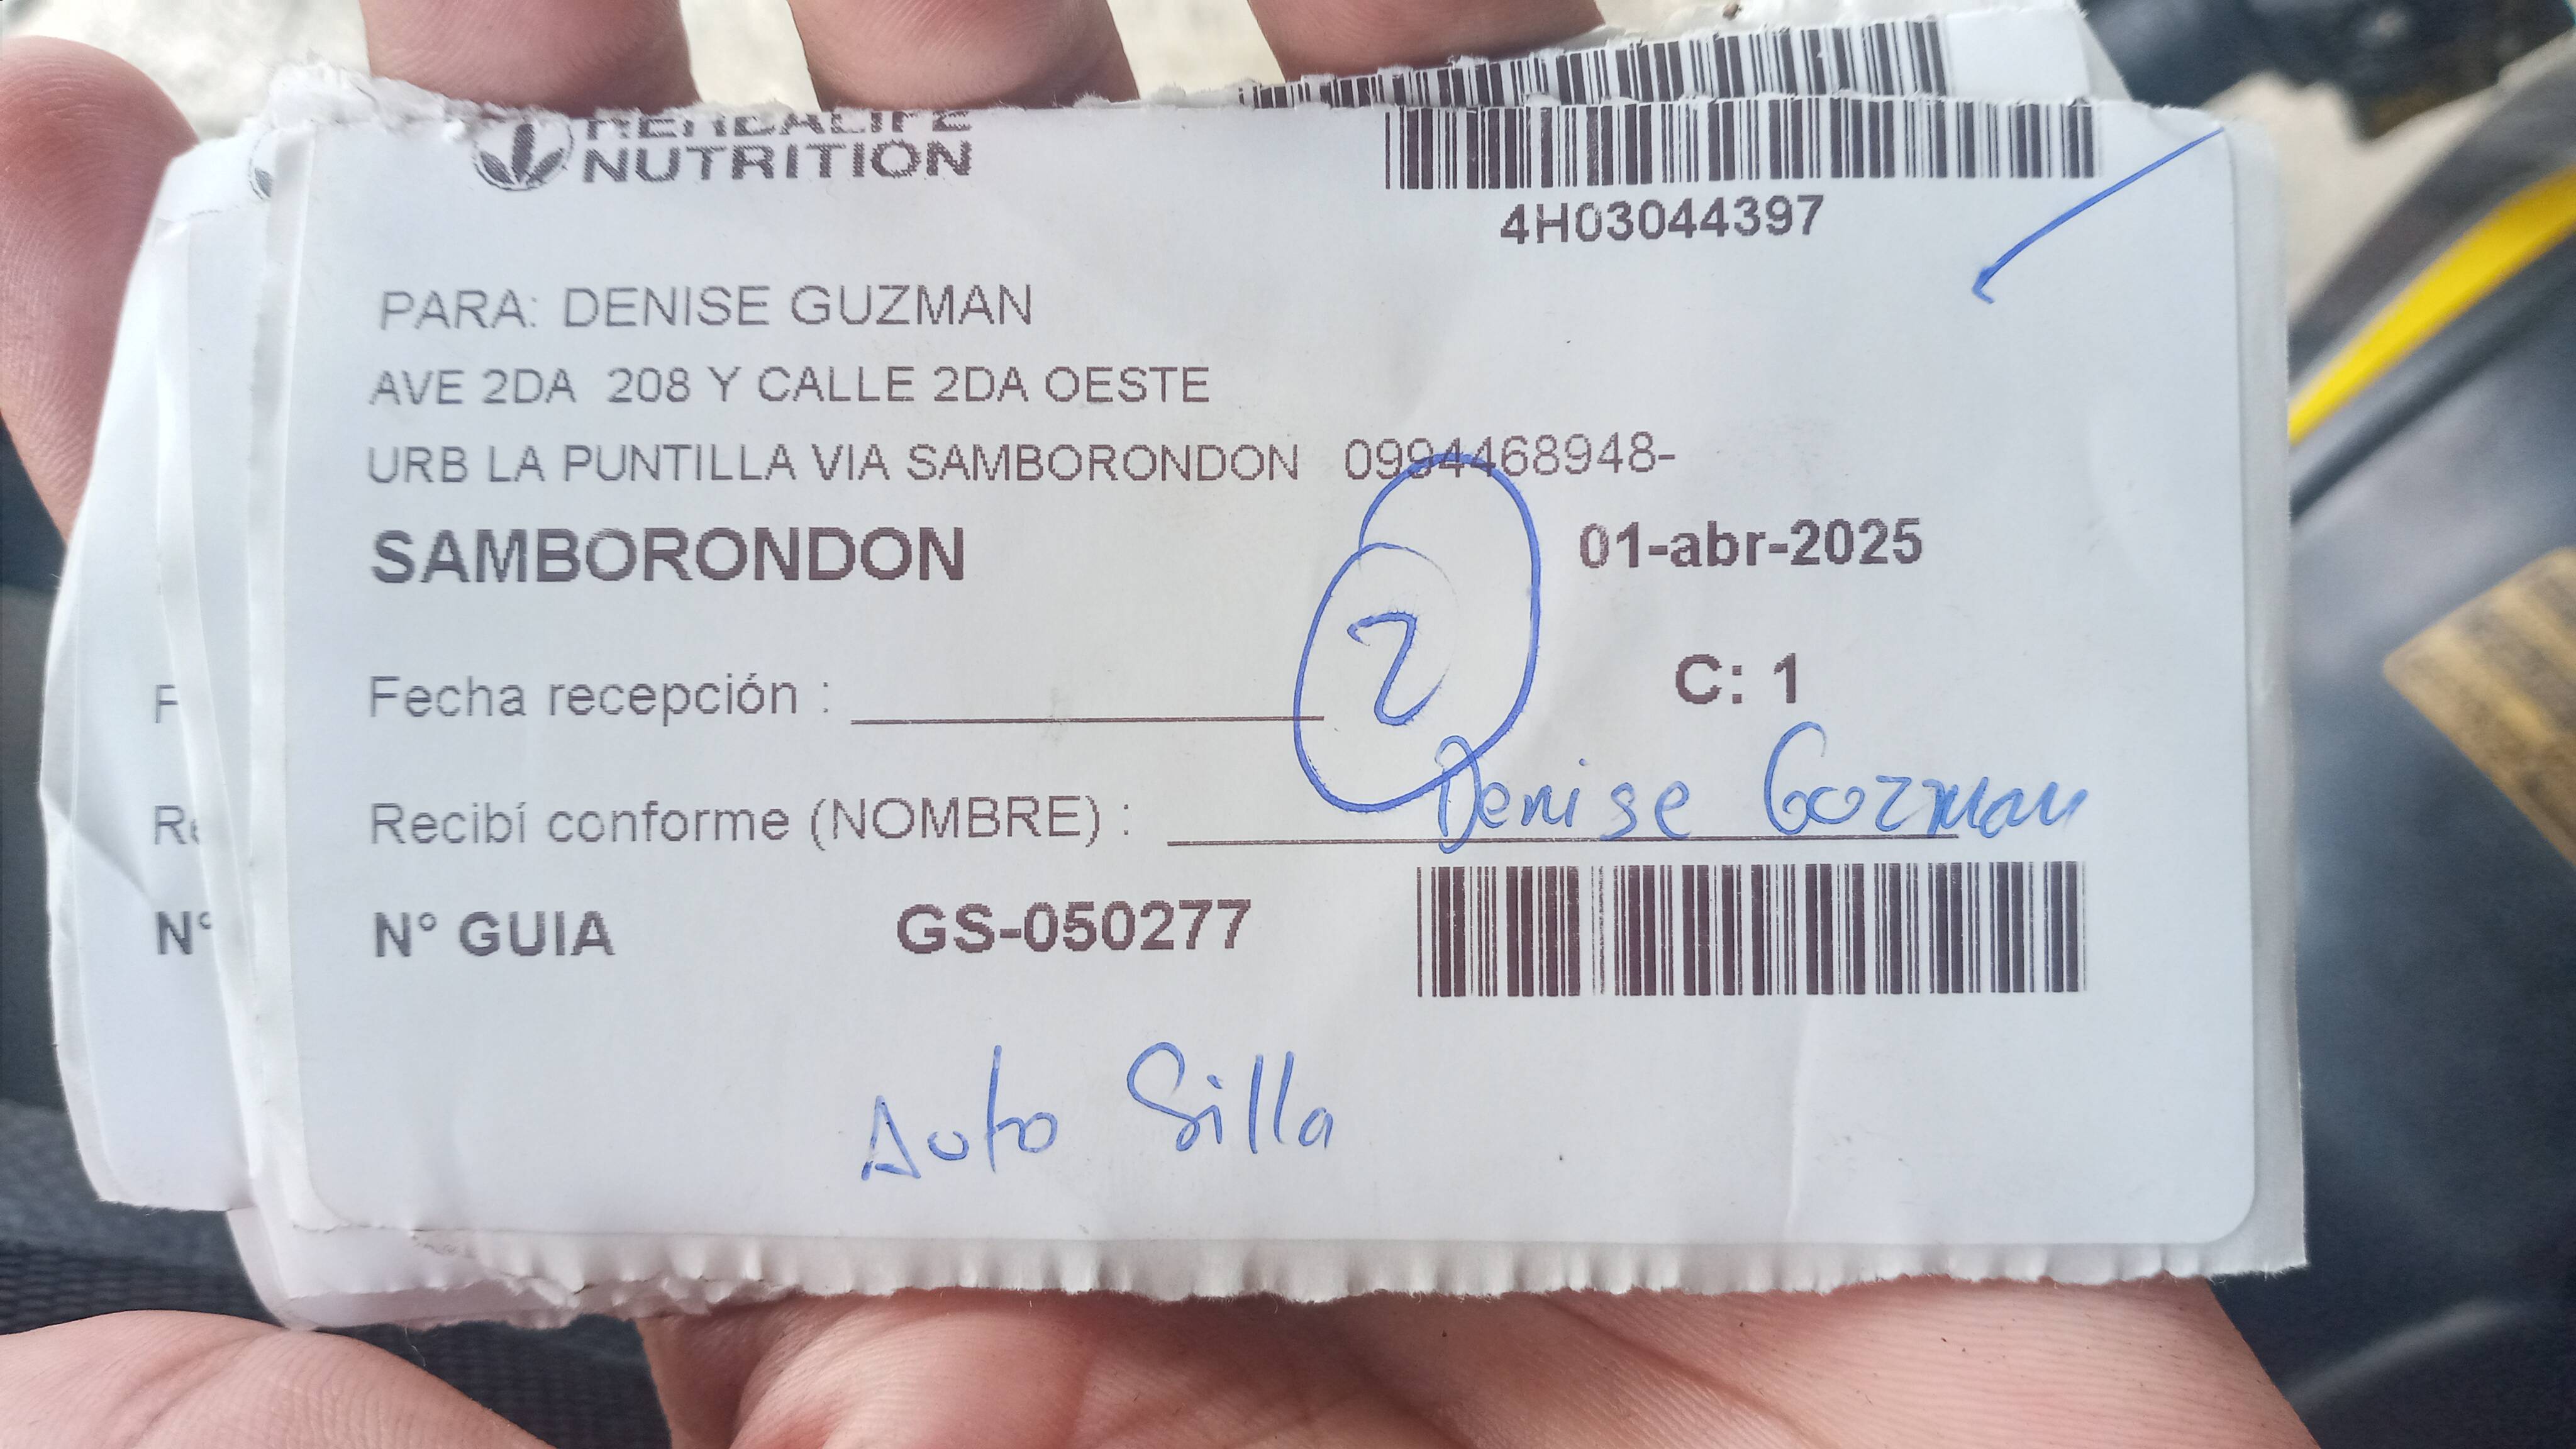 HERBALIFE
NUTRITION
4H03044397
PARA: DENISE GUZMAN
AVE 2DA 208 Y CALLE 2DA OESTE
URB LA PUNTILLA VIA SAMBORONDON 0994468948-
SAMBORONDON 01-abr-2025
2
Fecha recepción : C: 1
Recibí conforme (NOMBRE) : Denise Guzman
N° GUIA GS-050277
Auto Silla
F
Re
N°